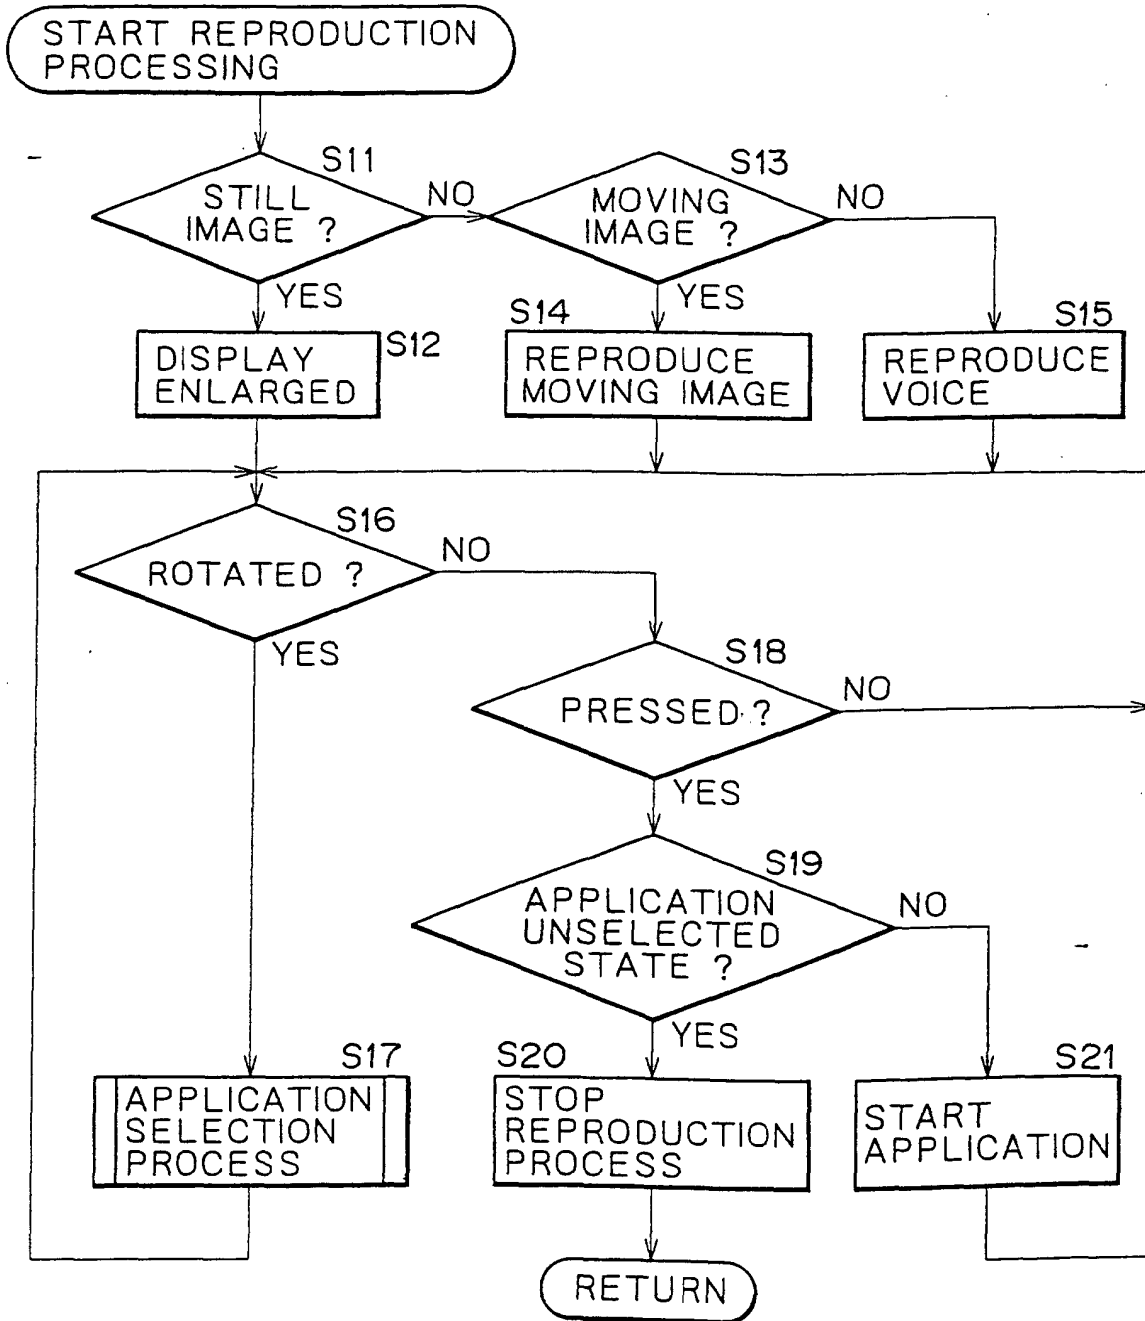 START REPRODUCTION
PROCESSING
S11
STILL
IMAGE ?
NO
YES
S13
MOVING
IMAGE ?
NO
YES
S12
DISPLAY
ENLARGED
S14
REPRODUCE
MOVING IMAGE
S15
REPRODUCE
VOICE
S16
ROTATED ?
NO
YES
S18
PRESSED ?
NO
YES
S19
APPLICATION
UNSELECTED
STATE ?
NO
YES
S17
APPLICATION
SELECTION
PROCESS
S20
STOP
REPRODUCTION
PROCESS
S21
START
APPLICATION
RETURN